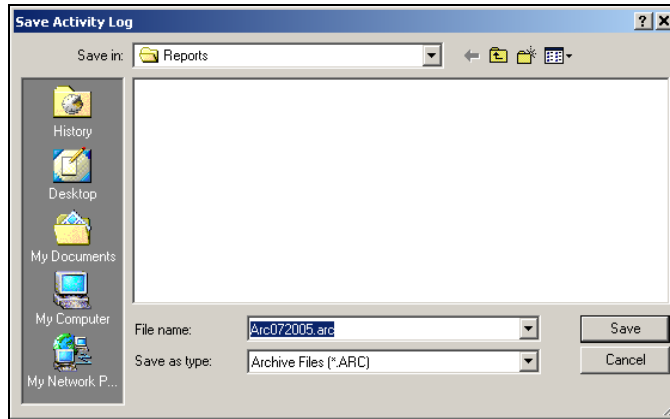 Save Activity Log
Save in: Reports
History
Desktop
My Documents
My Computer
My Network P...
File name: Arc072005.arc Save
Save as type: Archive Files (*.ARC) Cancel